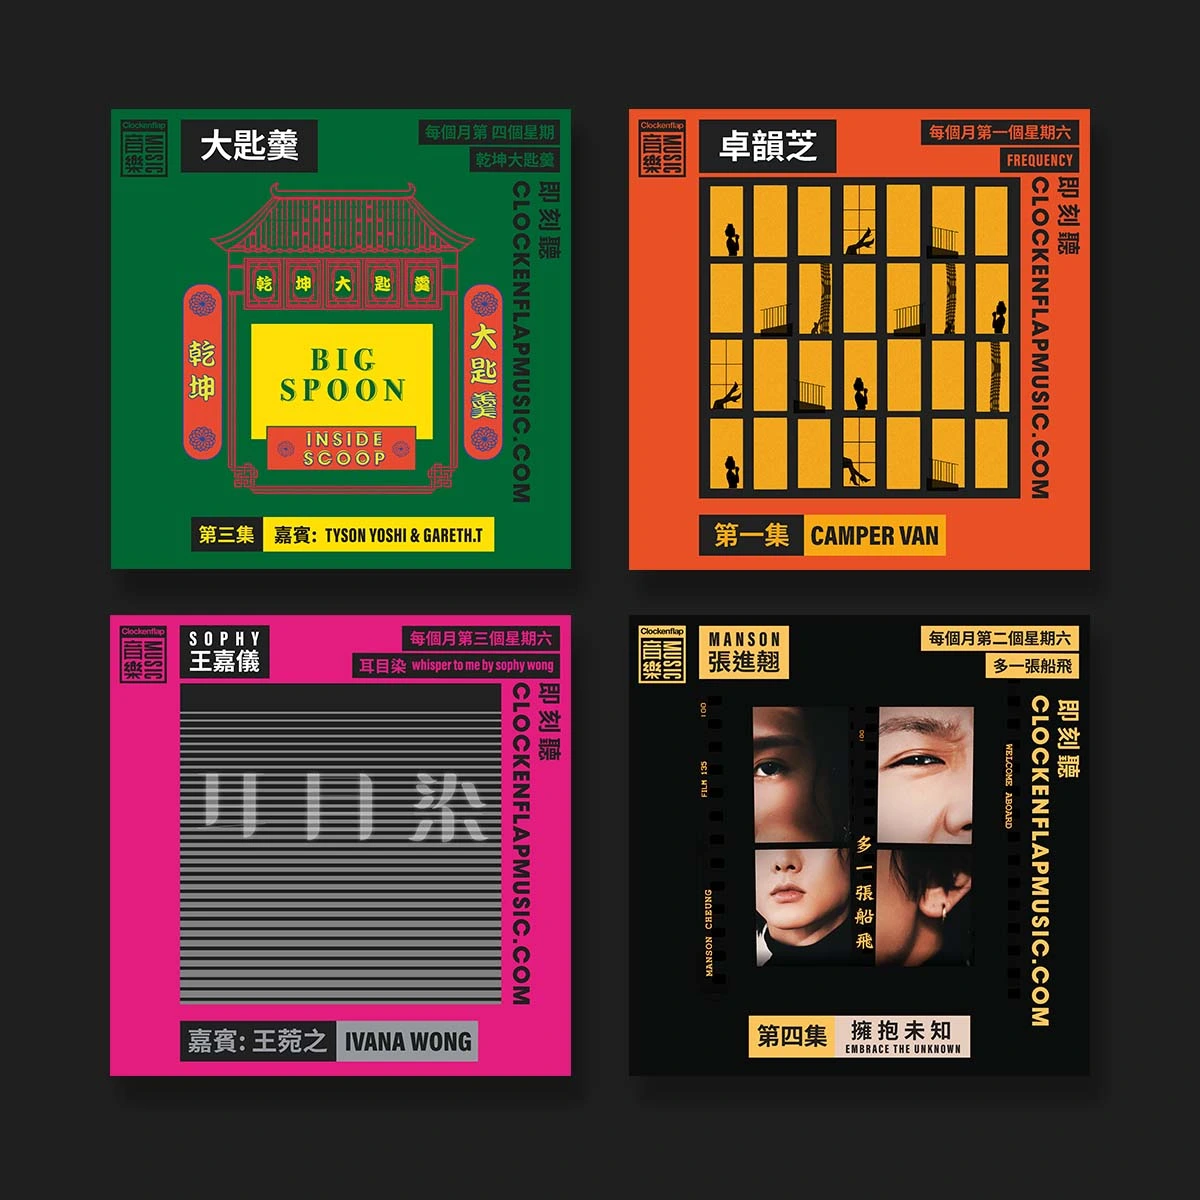 Clockenflap
音樂
MUSIC
大匙羹
每個月第 四個星期
乾坤大匙羹
即刻聽
CLOCKENFLAPMUSIC.COM
乾 坤 大 匙 羹
乾坤
BIG
SPOON
大匙羹
INSIDE
SCOOP
第三集
嘉賓: TYSON YOSHI & GARETH.T
Clockenflap
音樂
MUSIC
卓韻芝
每個月第一個星期六
FREQUENCY
即刻聽
CLOCKENFLAPMUSIC.COM
第一集
CAMPER VAN
Clockenflap
音樂
MUSIC
SOPHY
王嘉儀
每個月第三個星期六
耳目染 whisper to me by sophy wong
即刻聽
CLOCKENFLAPMUSIC.COM
耳目染
嘉賓: 王菀之
IVANA WONG
Clockenflap
音樂
MUSIC
MANSON
張進翹
每個月第二個星期六
多一張船飛
即刻聽
CLOCKENFLAPMUSIC.COM
001
FILM 135
MANSON CHEUNG
001
多一張船飛
WELCOME ABOARD
第四集
擁抱未知
EMBRACE THE UNKNOWN